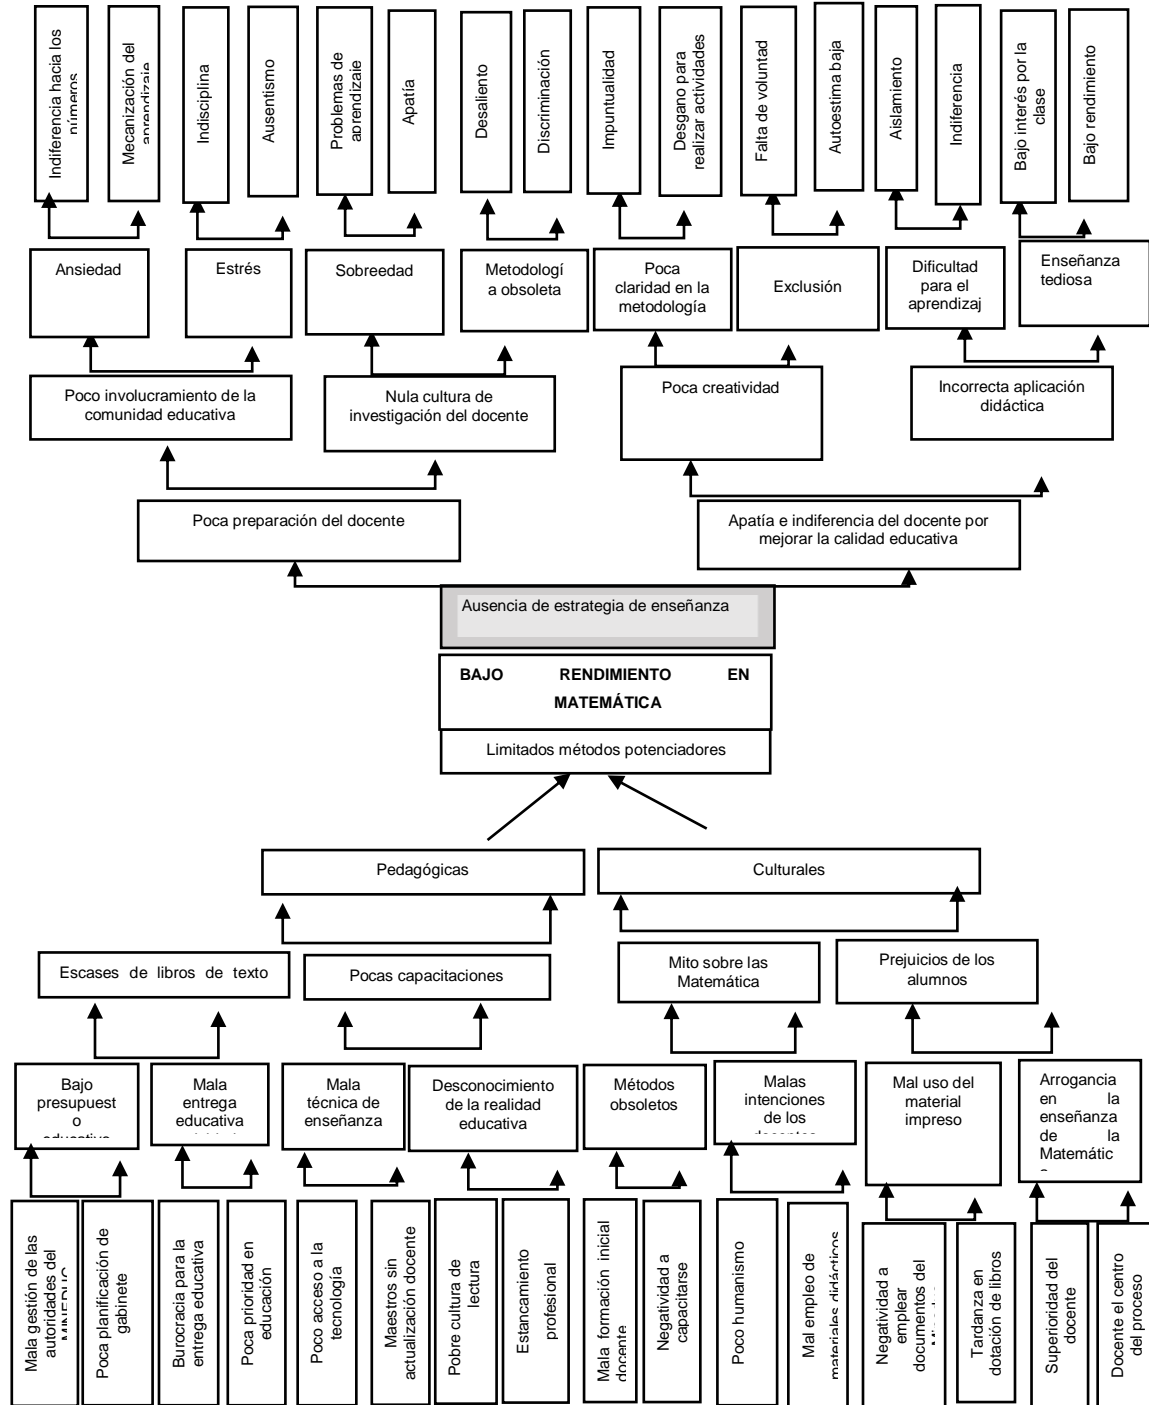 Indiferencia hacia los
números
Mecanización del
aprendizaje
Indisciplina
Ausentismo
Problemas de
aprendizaje
Apatía
Desaliento
Discriminación
Impuntualidad
Desgano para
realizar actividades
Falta de voluntad
Autoestima baja
Aislamiento
Indiferencia
Bajo interés por la
clase
Bajo rendimiento
Ansiedad
Estrés
Sobreedad
Metodologí
a obsoleta
Poca
claridad en la
metodología
Exclusión
Dificultad
para el
aprendizaj
Enseñanza
tediosa
Poco involucramiento de la
comunidad educativa
Nula cultura de
investigación del docente
Poca creatividad
Incorrecta aplicación
didáctica
Poca preparación del docente
Apatía e indiferencia del docente por
mejorar la calidad educativa
Ausencia de estrategia de enseñanza
BAJO RENDIMIENTO EN
MATEMÁTICA
Limitados métodos potenciadores
Pedagógicas
Culturales
Escases de libros de texto
Pocas capacitaciones
Mito sobre las
Matemática
Prejuicios de los
alumnos
Bajo
presupuest
o
educativo
Mala
entrega
educativa
Mala
técnica de
enseñanza
Desconocimiento
de la realidad
educativa
Métodos
obsoletos
Malas
intenciones
de los
docentes
Mal uso del
material
impreso
Arrogancia
en la
enseñanza
de la
Matemátic
Mala gestión de las
autoridades del
MINEDUC
Poca planificación de
gabinete
Burocracia para la
entrega educativa
Poca prioridad en
educación
Poco acceso a la
tecnología
Maestros sin
actualización docente
Pobre cultura de
lectura
Estancamiento
profesional
Mala formación inicial
docente
Negatividad a
capacitarse
Poco humanismo
Mal empleo de
materiales didácticos
Negatividad a
emplear
documentos del
Tardanza en
dotación de libros
Superioridad del
docente
Docente el centro
del proceso